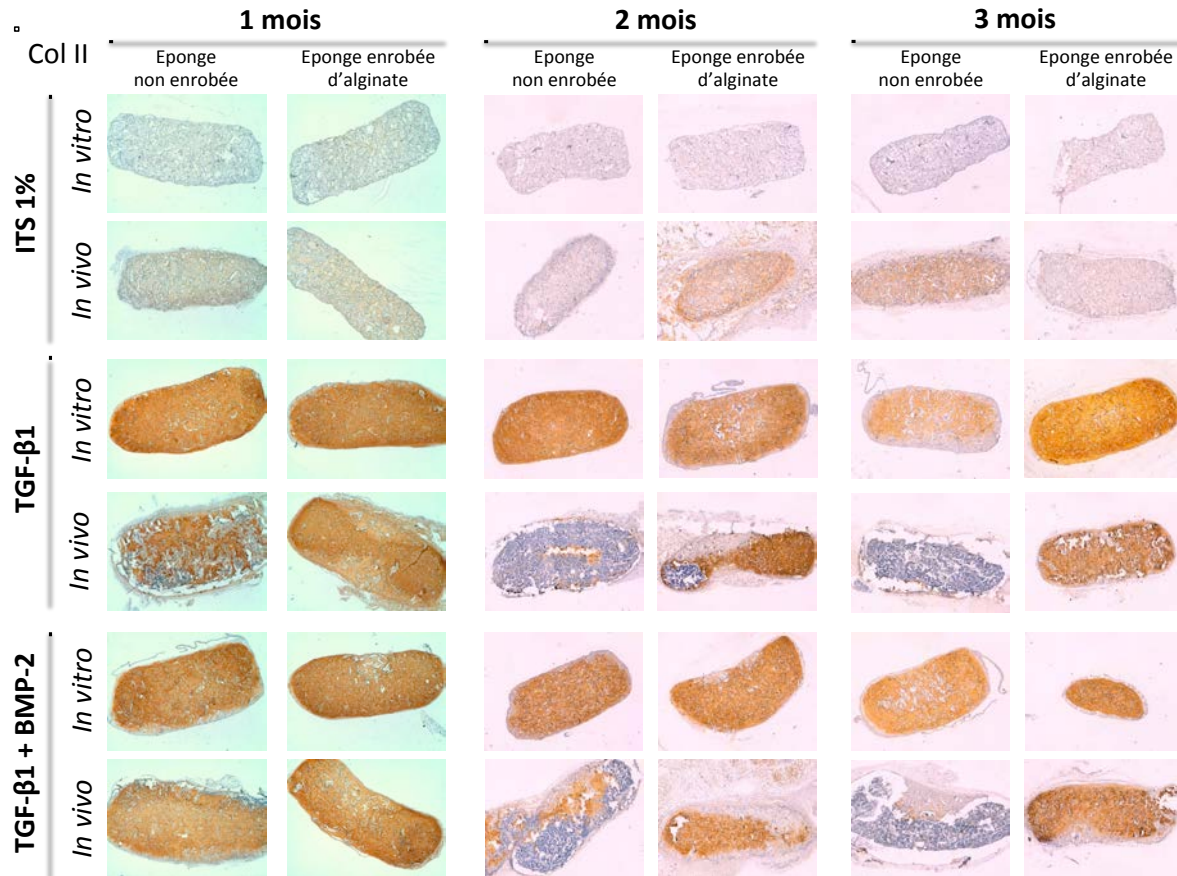 1 mois
2 mois
3 mois
Col II
Eponge
non enrobée
Eponge enrobée
d'alginate
Eponge
non enrobée
Eponge enrobée
d'alginate
Eponge
non enrobée
Eponge enrobée
d'alginate
ITS 1%
In vitro
In vivo
TGF-β1
In vitro
In vivo
TGF-β1 + BMP-2
In vitro
In vivo